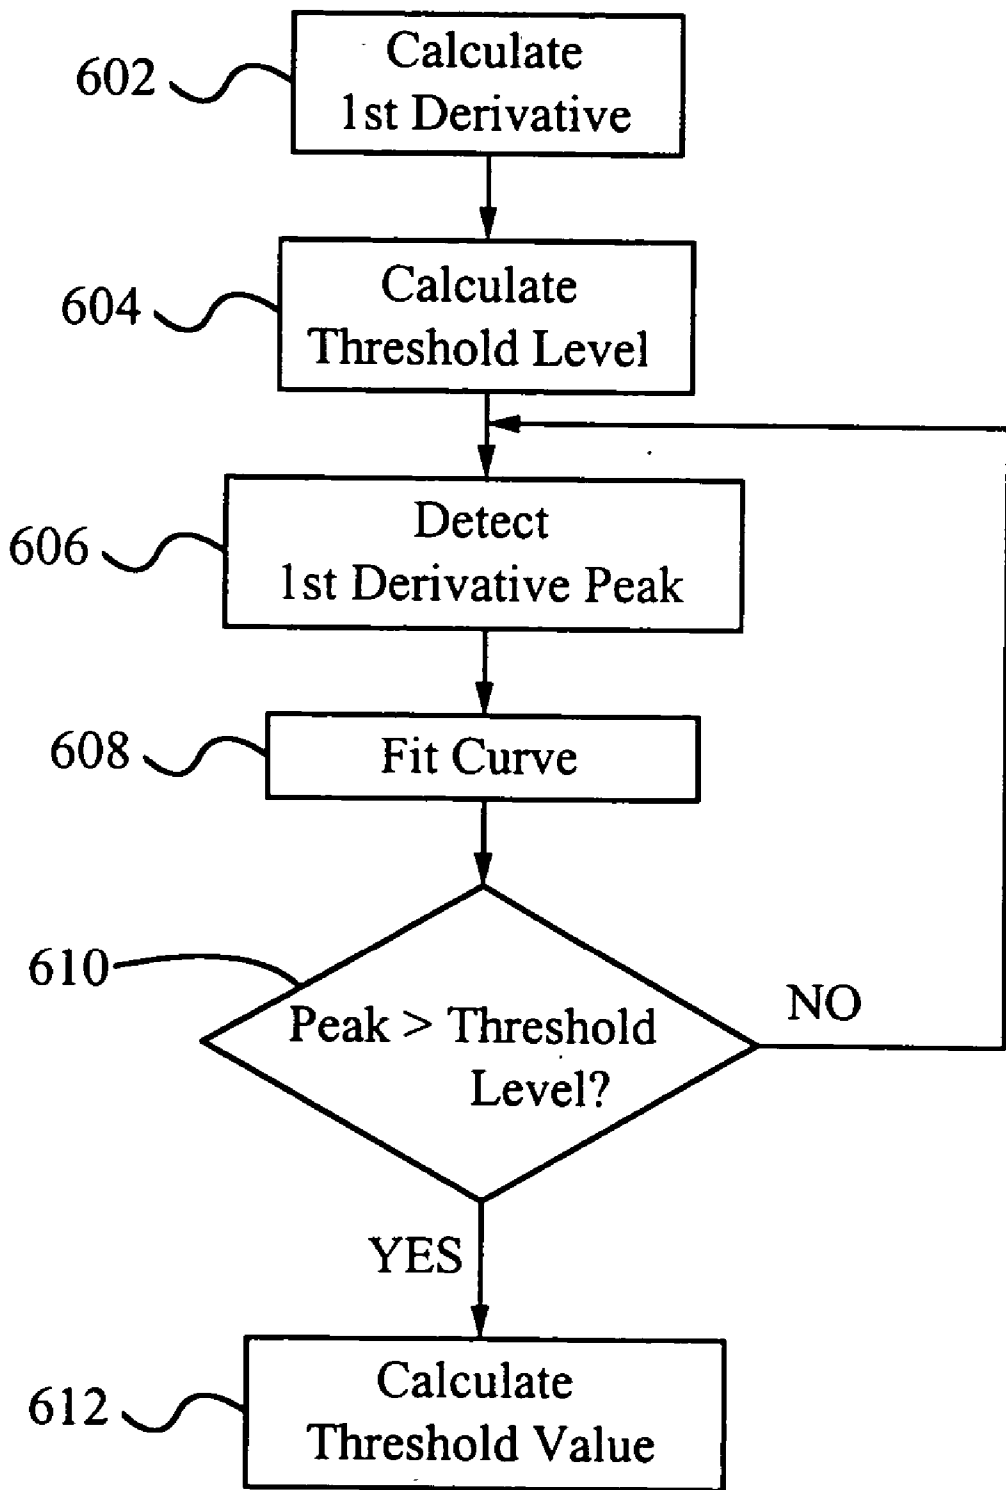 602
Calculate
1st Derivative
604
Calculate
Threshold Level
606
Detect
1st Derivative Peak
608
Fit Curve
610
Peak > Threshold
Level?
NO
YES
612
Calculate
Threshold Value